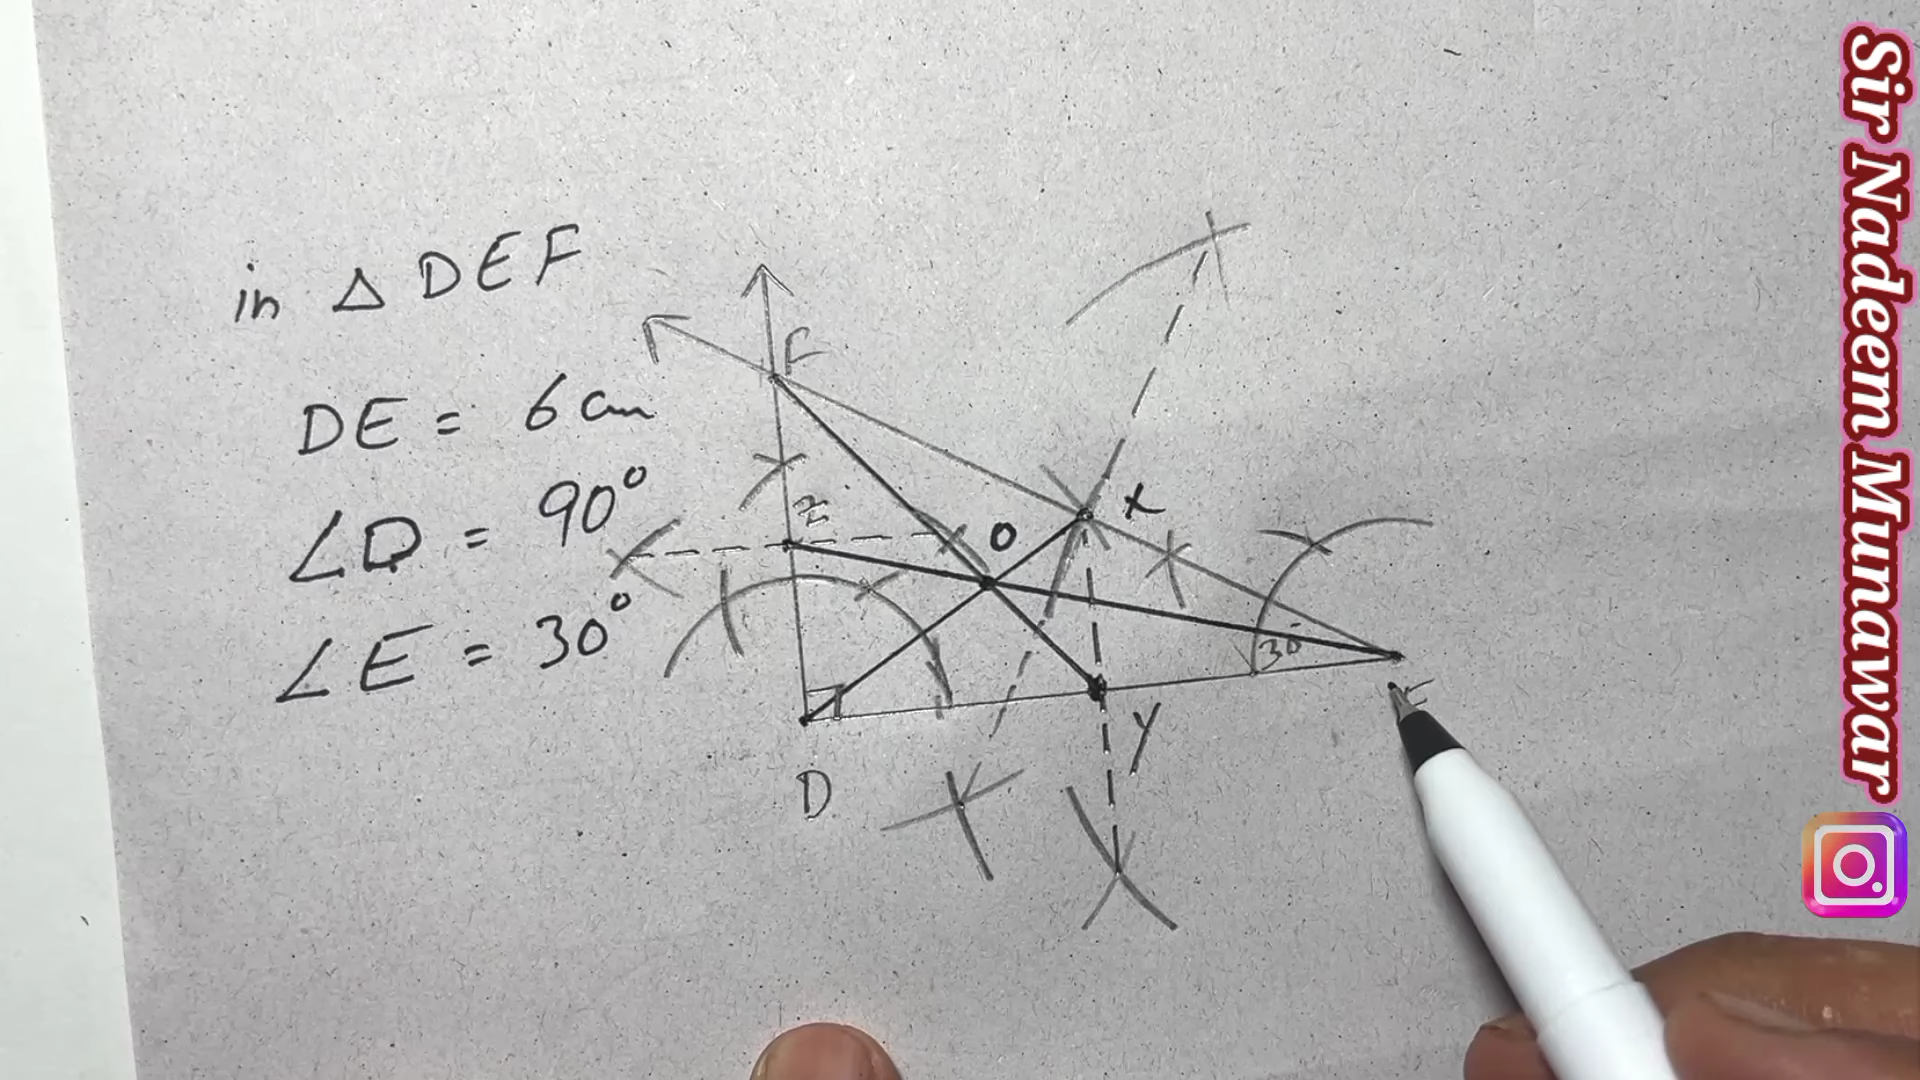 in △ DEF
DE = 6 cm
∠D = 90°
∠E = 30°
F
Z
O
X
30°
E
Y
D
Sir Nadeem Munawar